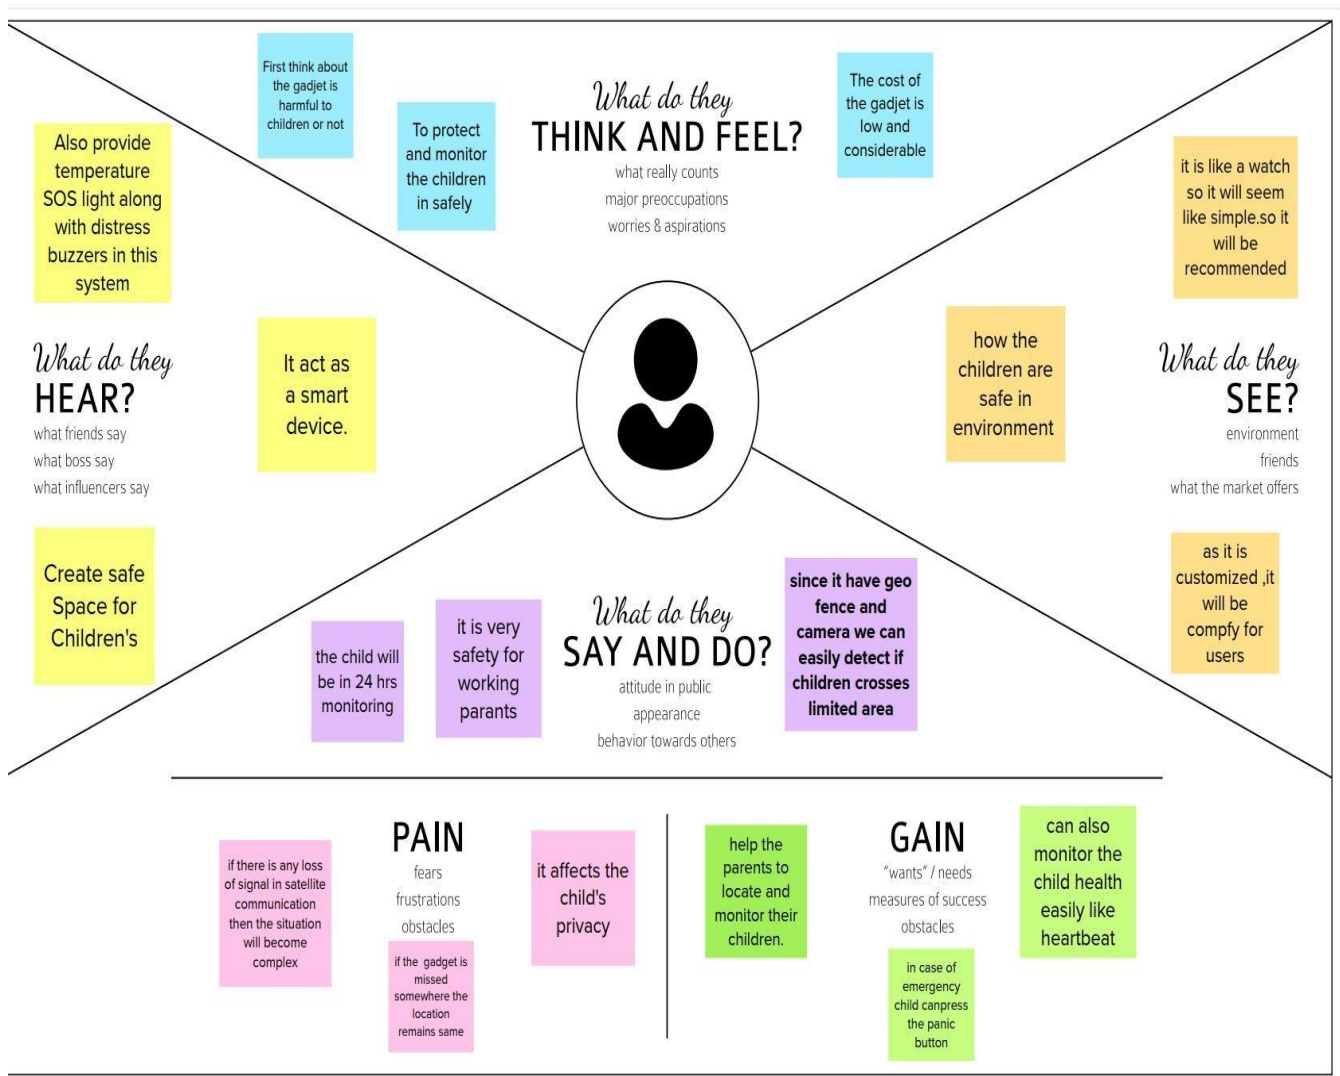 First think about
the gadjet is
harmful to
children or not
To protect
and monitor
the children
in safely
What do they
THINK AND FEEL?
what really counts
major preoccupations
worries & aspirations
The cost of
the gadjet is
low and
considerable
Also provide
temperature
SOS light along
with distress
buzzers in this
system
What do they
HEAR?
what friends say
what boss say
what influencers say
It act as
a smart
device.
Create safe
Space for
Children's
it is like a watch
so it will seem
like simple.so it
will be
recommended
how the
children are
safe in
environment
What do they
SEE?
environment
friends
what the market offers
as it is
customized ,it
will be
compfy for
users
the child will
be in 24 hrs
monitoring
it is very
safety for
working
parants
What do they
SAY AND DO?
attitude in public
appearance
behavior towards others
since it have geo
fence and
camera we can
easily detect if
children crosses
limited area
if there is any loss
of signal in satellite
communication
then the situation
will become
complex
PAIN
fears
frustrations
obstacles
if the gadget is
missed
somewhere the
location
remains same
it affects the
child's
privacy
help the
parents to
locate and
monitor their
children.
GAIN
"wants" / needs
measures of success
obstacles
in case of
emergency
child canpress
the panic
button
can also
monitor the
child health
easily like
heartbeat